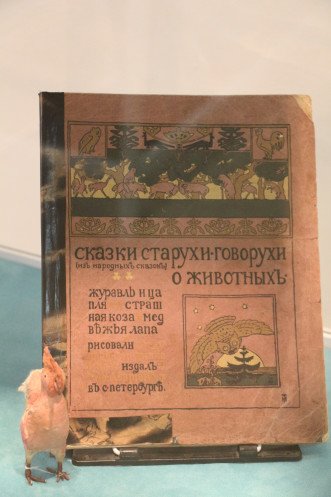 сказки старухи·говорухи
(изъ народныхъ сказокъ)
о животныхъ·
журавль и ца
пля страш
ная коза мед
вѣжья лапа
рисовали
издалъ
въ с·петербургѣ·